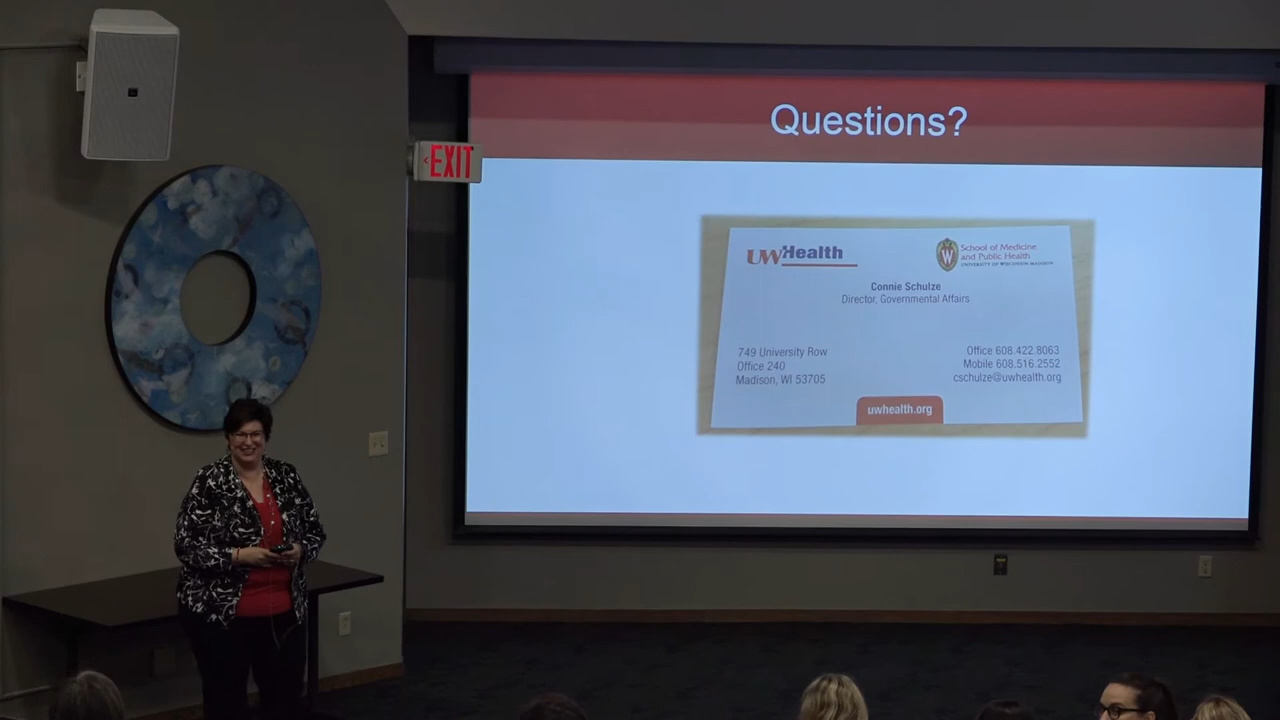 Questions?
EXIT
UWHealth
School of Medicine
and Public Health
UNIVERSITY OF WISCONSIN-MADISON
Connie Schulze
Director, Governmental Affairs
749 University Row
Office 240
Madison, WI 53705
Office 608.422.8063
Mobile 608.516.2552
cschulze@uwhealth.org
uwhealth.org